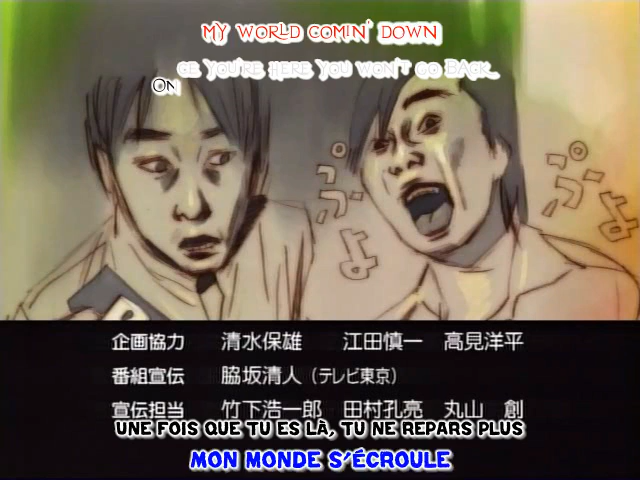 MY WORLD COMIN' DOWN
ONCE YOU'RE HERE YOU WON'T GO BACK...
ぷぷよ
ぷぷよ
企画協力 清水保雄 江田慎一 高見洋平
番組宣伝 脇坂清人（テレビ東京）
宣伝担当 竹下浩一郎 田村孔亮 丸山 創
UNE FOIS QUE TU ES LÀ, TU NE REPARS PLUS
MON MONDE S'ÉCROULE